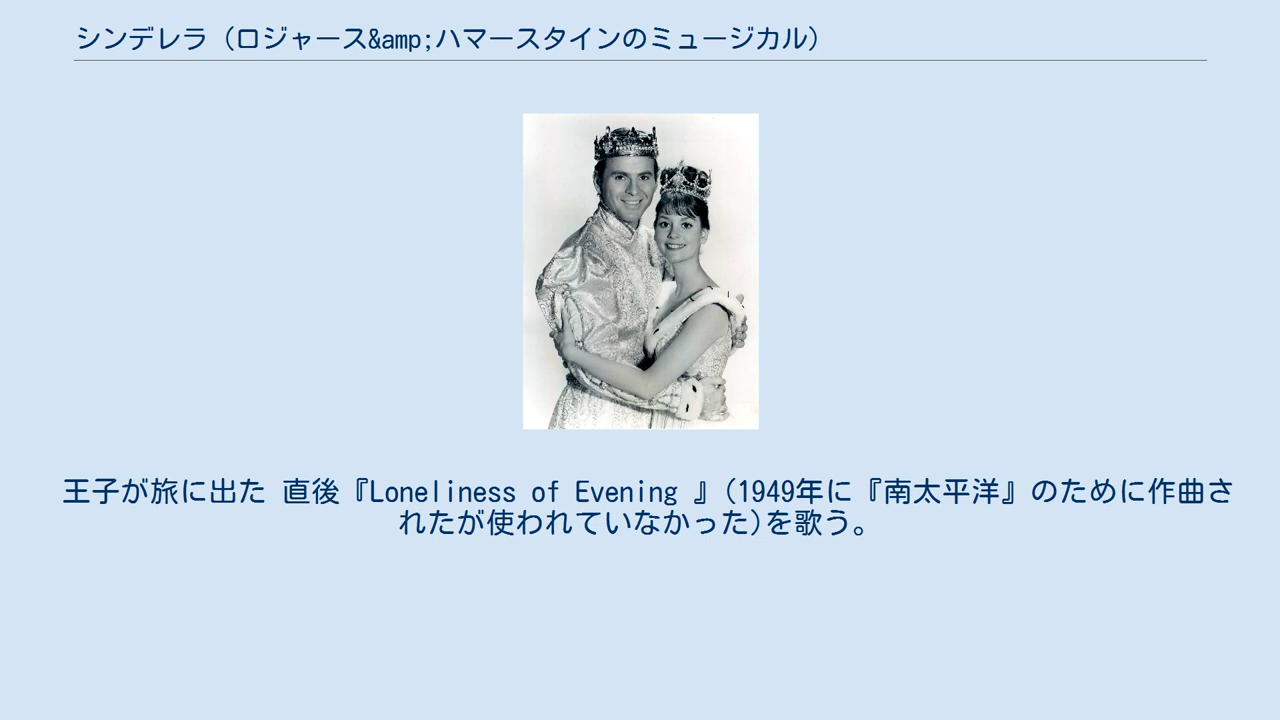 シンデレラ（ロジャース&amp;ハマースタインのミュージカル）
王子が旅に出た 直後『Loneliness of Evening 』(1949年に『南太平洋』のために作曲さ
れたが使われていなかった)を歌う。